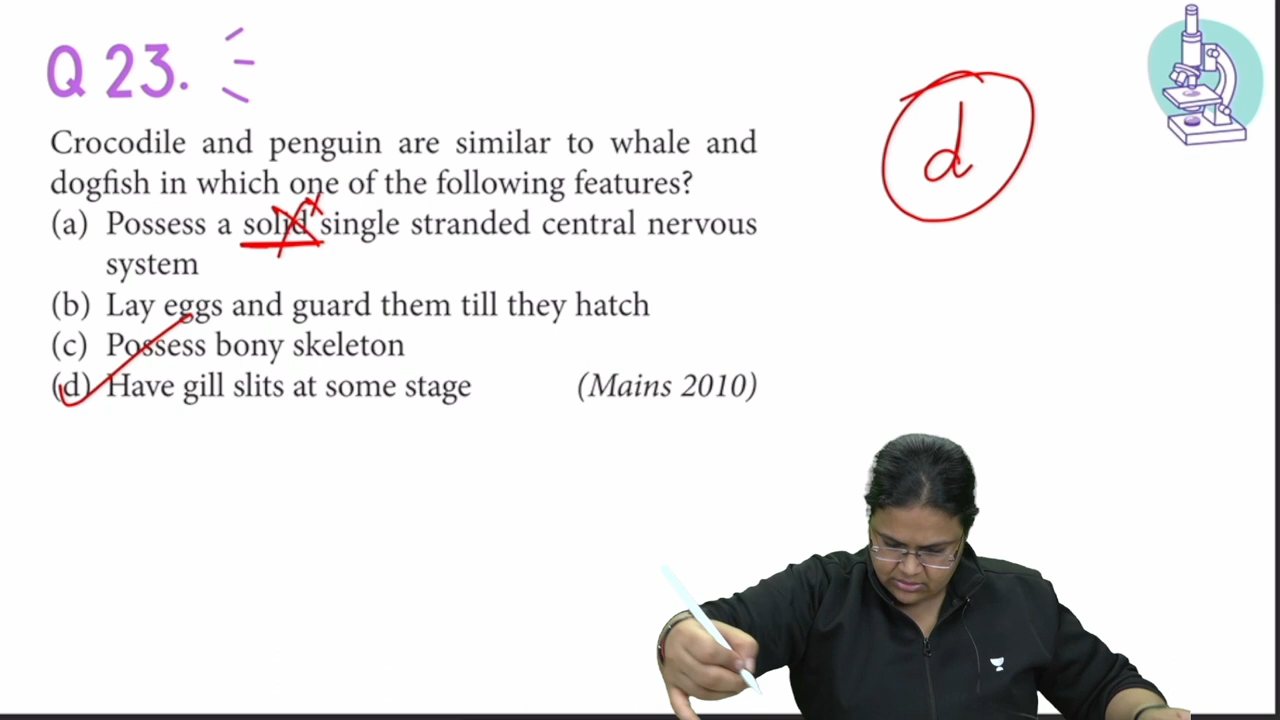 Q 23.
d
Crocodile and penguin are similar to whale and
dogfish in which one of the following features?
(a) Possess a solid single stranded central nervous
system
(b) Lay eggs and guard them till they hatch
(c) Possess bony skeleton
(d) Have gill slits at some stage (Mains 2010)